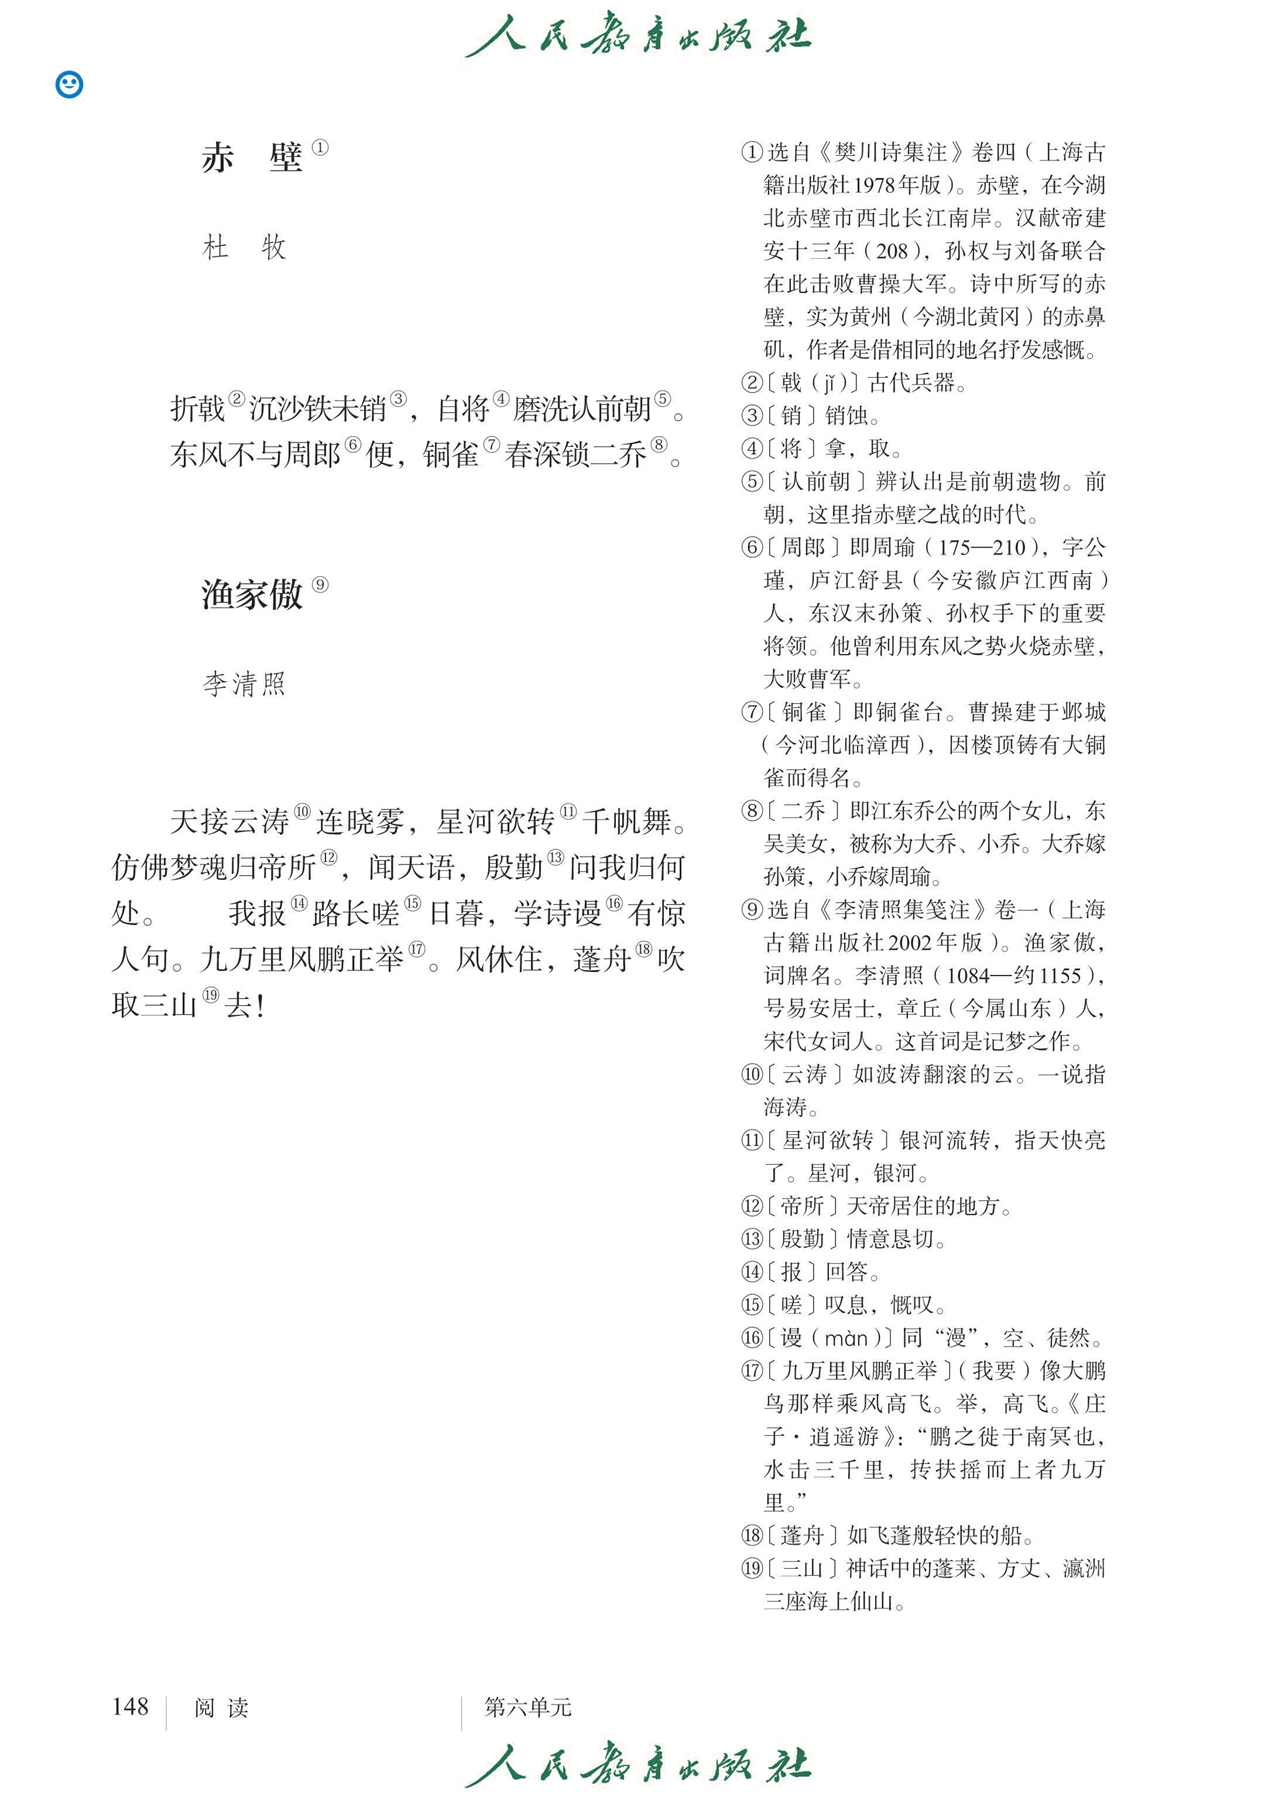 人民教育出版社
赤 壁①
杜 牧
折戟②沉沙铁未销③，自将④磨洗认前朝⑤。
东风不与周郎⑥便，铜雀⑦春深锁二乔⑧。
渔家傲⑨
李清照
天接云涛⑩连晓雾，星河欲转⑪千帆舞。
仿佛梦魂归帝所⑫，闻天语，殷勤⑬问我归何
处。 我报⑭路长嗟⑮日暮，学诗谩⑯有惊
人句。九万里风鹏正举⑰。风休住，蓬舟⑱吹
取三山⑲去！
①选自《樊川诗集注》卷四（上海古
籍出版社1978年版）。赤壁，在今湖
北赤壁市西北长江南岸。汉献帝建
安十三年（208），孙权与刘备联合
在此击败曹操大军。诗中所写的赤
壁，实为黄州（今湖北黄冈）的赤鼻
矶，作者是借相同的地名抒发感慨。
②〔戟（jǐ）〕古代兵器。
③〔销〕销蚀。
④〔将〕拿，取。
⑤〔认前朝〕辨认出是前朝遗物。前
朝，这里指赤壁之战的时代。
⑥〔周郎〕即周瑜（175—210），字公
瑾，庐江舒县（今安徽庐江西南）
人，东汉末孙策、孙权手下的重要
将领。他曾利用东风之势火烧赤壁，
大败曹军。
⑦〔铜雀〕即铜雀台。曹操建于邺城
（今河北临漳西），因楼顶铸有大铜
雀而得名。
⑧〔二乔〕即江东乔公的两个女儿，东
吴美女，被称为大乔、小乔。大乔嫁
孙策，小乔嫁周瑜。
⑨选自《李清照集笺注》卷一（上海
古籍出版社2002年版）。渔家傲，
词牌名。李清照（1084—约1155），
号易安居士，章丘（今属山东）人，
宋代女词人。这首词是记梦之作。
⑩〔云涛〕如波涛翻滚的云。一说指
海涛。
⑪〔星河欲转〕银河流转，指天快亮
了。星河，银河。
⑫〔帝所〕天帝居住的地方。
⑬〔殷勤〕情意恳切。
⑭〔报〕回答。
⑮〔嗟〕叹息，慨叹。
⑯〔谩（màn）〕同“漫”，空、徒然。
⑰〔九万里风鹏正举〕（我要）像大鹏
鸟那样乘风高飞。举，高飞。《庄
子·逍遥游》：“鹏之徙于南冥也，
水击三千里，抟扶摇而上者九万
里。”
⑱〔蓬舟〕如飞蓬般轻快的船。
⑲〔三山〕神话中的蓬莱、方丈、瀛洲
三座海上仙山。
148 阅 读 第六单元
人民教育出版社